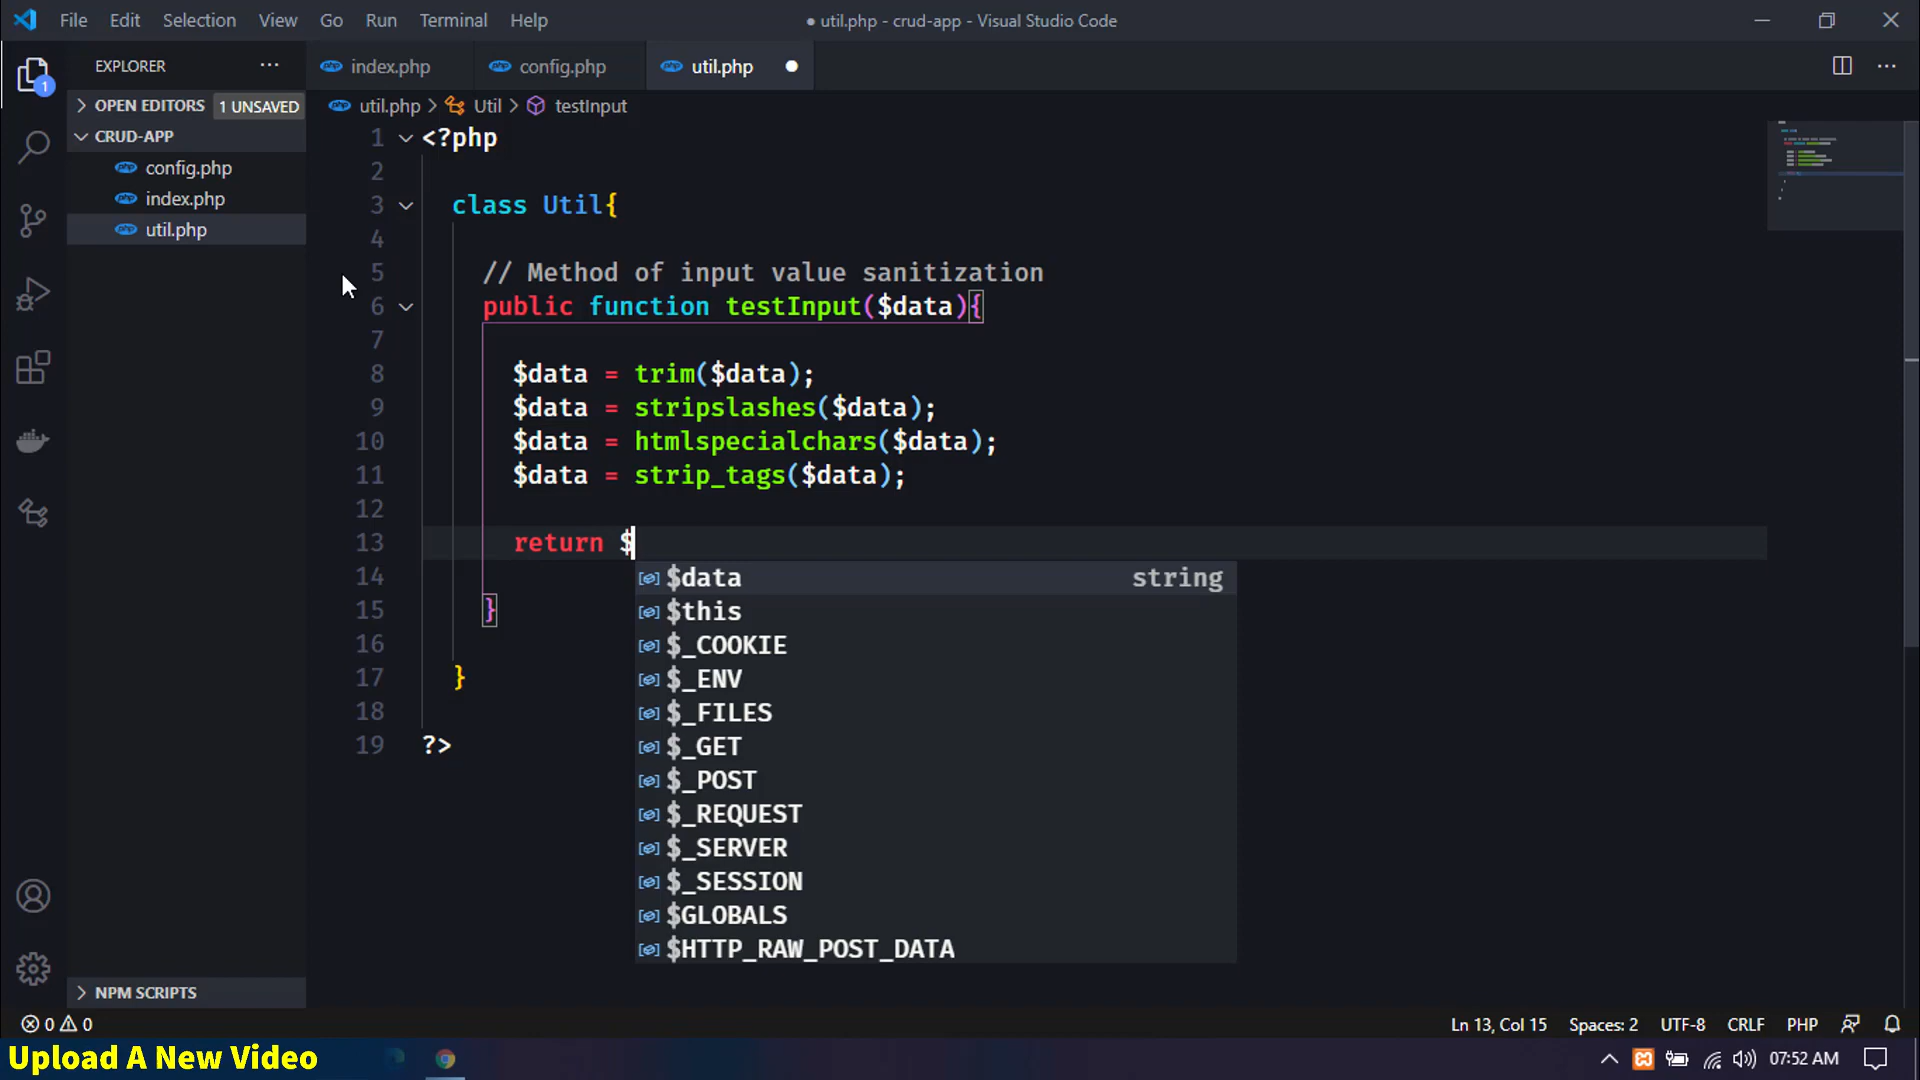 File Edit Selection View Go Run Terminal Help
● util.php - crud-app - Visual Studio Code
EXPLORER ···
index.php
config.php
util.php ●
OPEN EDITORS 1 UNSAVED
util.php > Util > testInput
CRUD-APP
config.php
index.php
util.php
1 <?php
2
3 class Util{
4
5 // Method of input value sanitization
6 public function testInput($data){
7
8 $data = trim($data);
9 $data = stripslashes($data);
10 $data = htmlspecialchars($data);
11 $data = strip_tags($data);
12
13 return $
14
15 }
16
17 }
18
19 ?>
$data string
$this
$_COOKIE
$_ENV
$_FILES
$_GET
$_POST
$_REQUEST
$_SERVER
$_SESSION
$GLOBALS
$HTTP_RAW_POST_DATA
1
NPM SCRIPTS
0 0
Ln 13, Col 15 Spaces: 2 UTF-8 CRLF PHP
Upload A New Video
07:52 AM